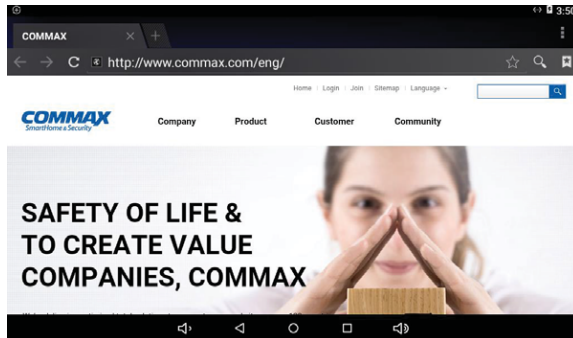 3:50
COMMAX
http://www.commax.com/eng/
Home | Login | Join | Sitemap | Language
COMMAX
SmartHome & Security
Company Product Customer Community
SAFETY OF LIFE &
TO CREATE VALUE
COMPANIES, COMMAX